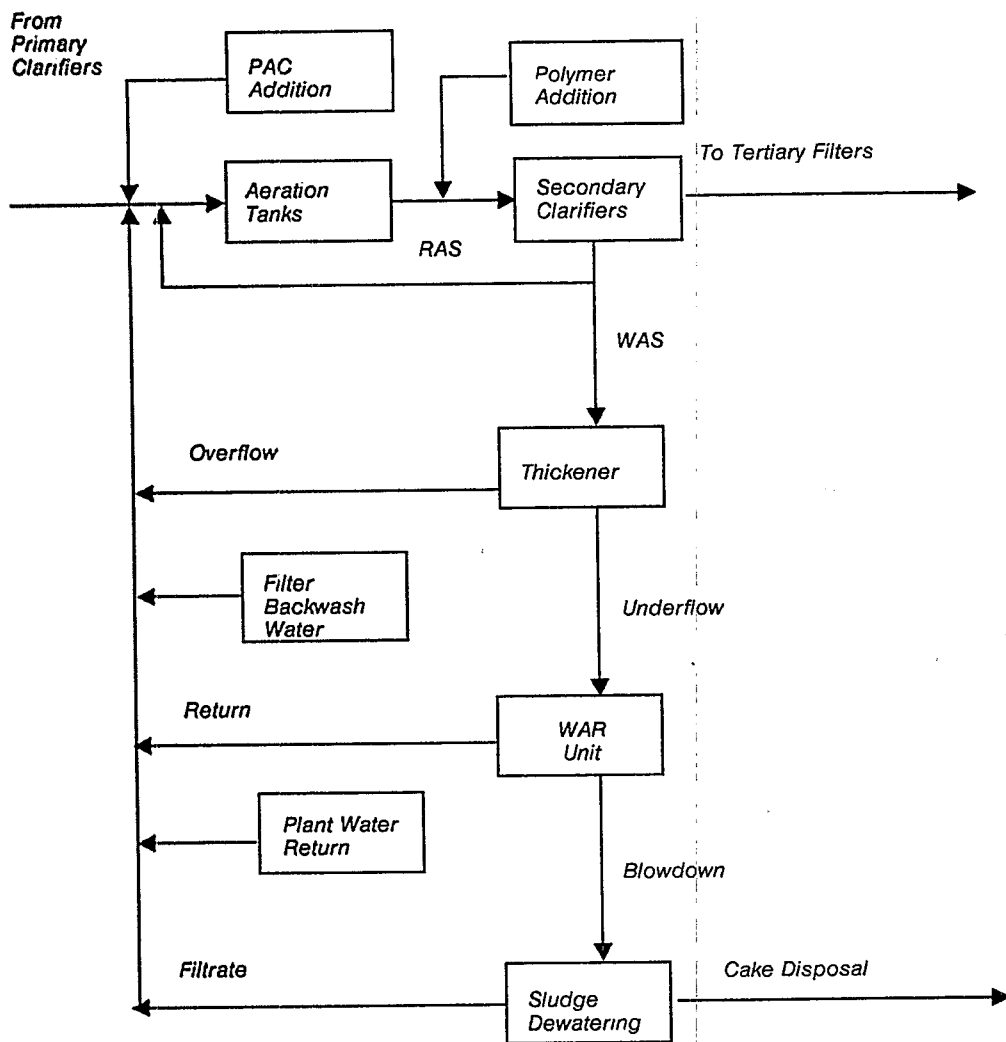 From
Primary
Clarifiers
PAC
Addition
Polymer
Addition
To Tertiary Filters
Aeration
Tanks
Secondary
Clarifiers
RAS
WAS
Overflow
Thickener
Filter
Backwash
Water
Underflow
Return
WAR
Unit
Plant Water
Return
Blowdown
Filtrate
Cake Disposal
Sludge
Dewatering